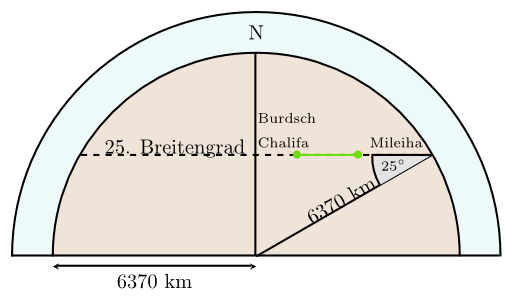 N
Burdsch
Chalifa
Mileiha
25. Breitengrad
25°
6370 km
6370 km